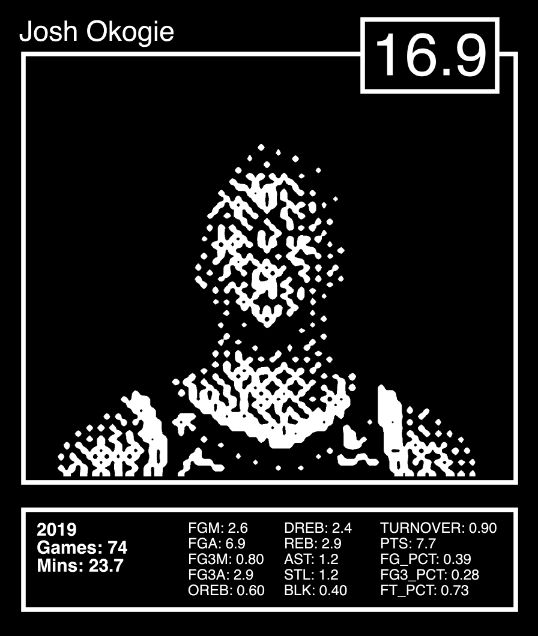 Josh Okogie
16.9
2019
Games: 74
Mins: 23.7
FGM: 2.6
FGA: 6.9
FG3M: 0.80
FG3A: 2.9
OREB: 0.60
DREB: 2.4
REB: 2.9
AST: 1.2
STL: 1.2
BLK: 0.40
TURNOVER: 0.90
PTS: 7.7
FG_PCT: 0.39
FG3_PCT: 0.28
FT_PCT: 0.73